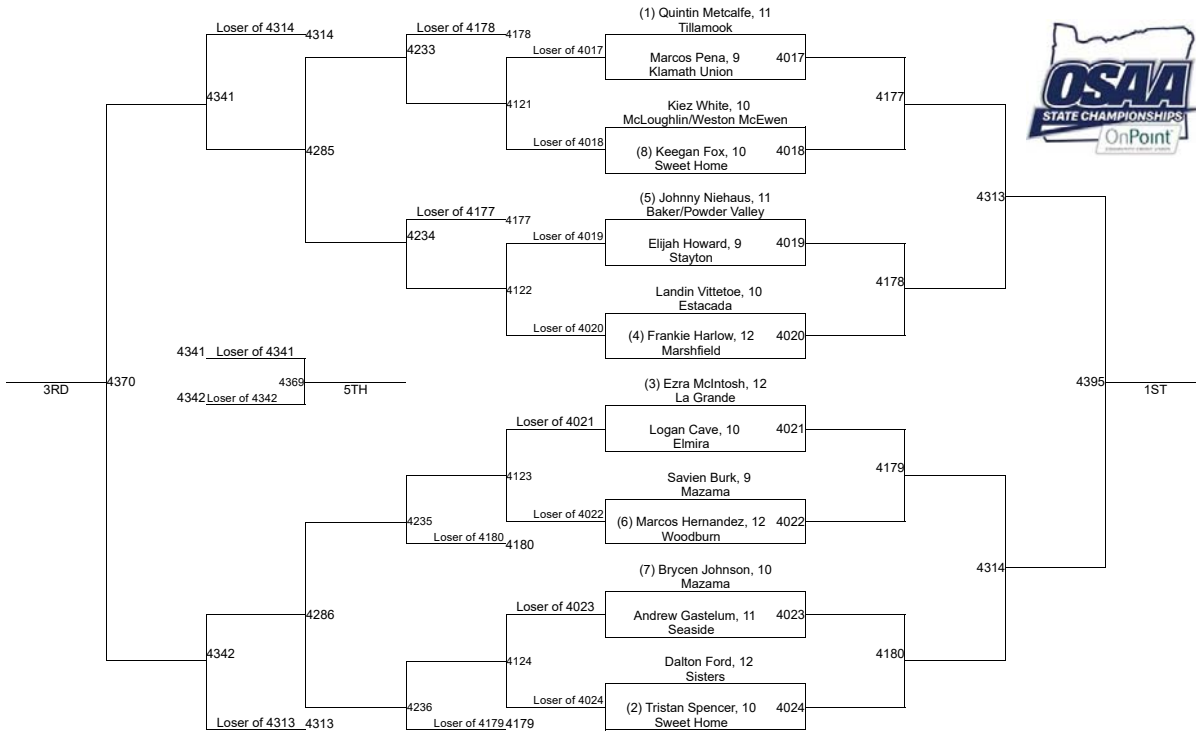 (1) Quintin Metcalfe, 11
Tillamook
Loser of 4314 4314
Loser of 4178 4178
4233
Loser of 4017
Marcos Pena, 9 4017
Klamath Union
4341
4121
4177
Kiez White, 10
McLoughlin/Weston McEwen
OSAA
STATE CHAMPIONSHIPS
OnPoint
COMMUNITY CREDIT UNION
4285
Loser of 4018
(8) Keegan Fox, 10 4018
Sweet Home
4313
(5) Johnny Niehaus, 11
Baker/Powder Valley
Loser of 4177 4177
4234
Loser of 4019
Elijah Howard, 9 4019
Stayton
4122
4178
Landin Vittetoe, 10
Estacada
Loser of 4020
(4) Frankie Harlow, 12 4020
Marshfield
4341 Loser of 4341
3RD 4370
4369 5TH
4342 Loser of 4342
4395 1ST
(3) Ezra McIntosh, 12
La Grande
Loser of 4021
Logan Cave, 10 4021
Elmira
4123
4179
Savien Burk, 9
Mazama
4235
Loser of 4022
(6) Marcos Hernandez, 12 4022
Woodburn
Loser of 4180 4180
4314
(7) Brycen Johnson, 10
Mazama
4286
Loser of 4023
Andrew Gastelum, 11 4023
Seaside
4342
4124
4180
Dalton Ford, 12
Sisters
4236
Loser of 4024
(2) Tristan Spencer, 10 4024
Sweet Home
Loser of 4313 4313
Loser of 4179 4179